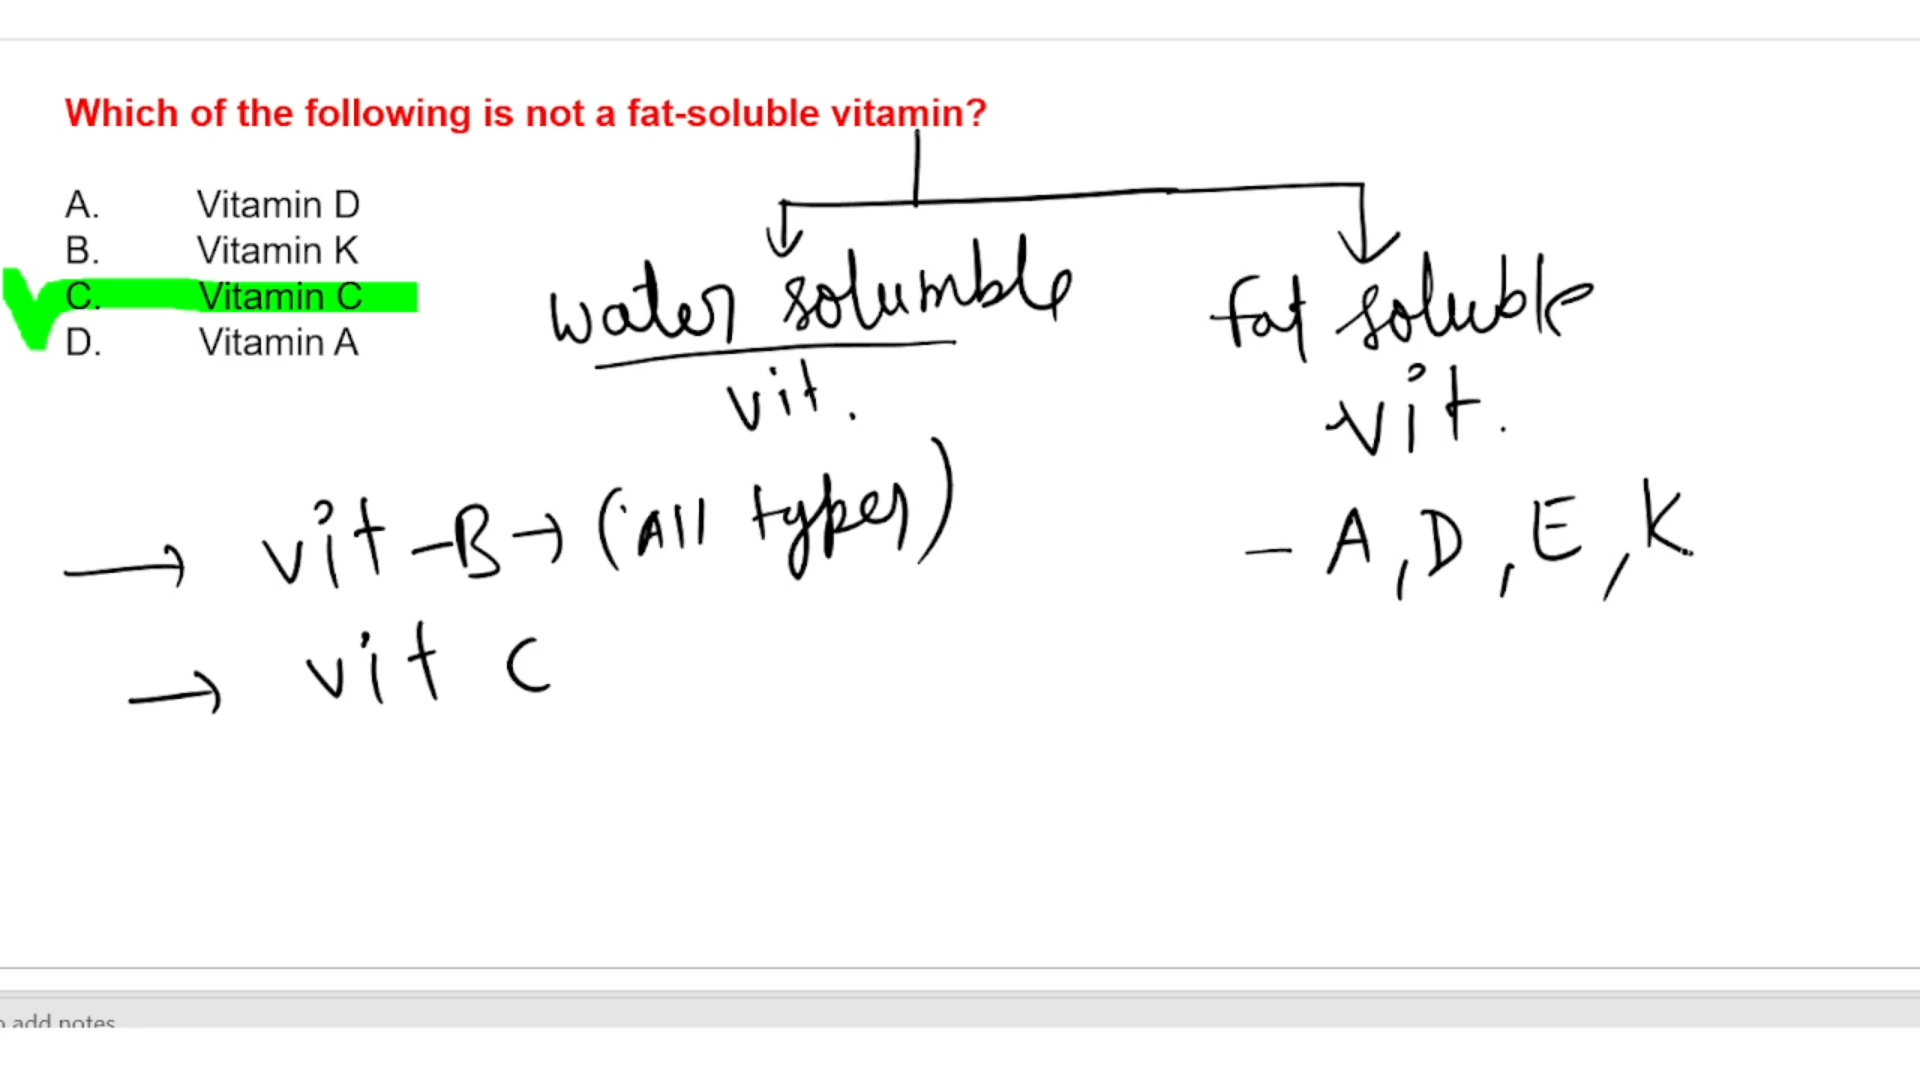 Which of the following is not a fat-soluble vitamin?
A. Vitamin D
B. Vitamin K
C. Vitamin C
D. Vitamin A
water solumble
vit.
fat soluble
vit.
→ vit-B→ (All types)
- A, D, E, K
→ vit C
add notes